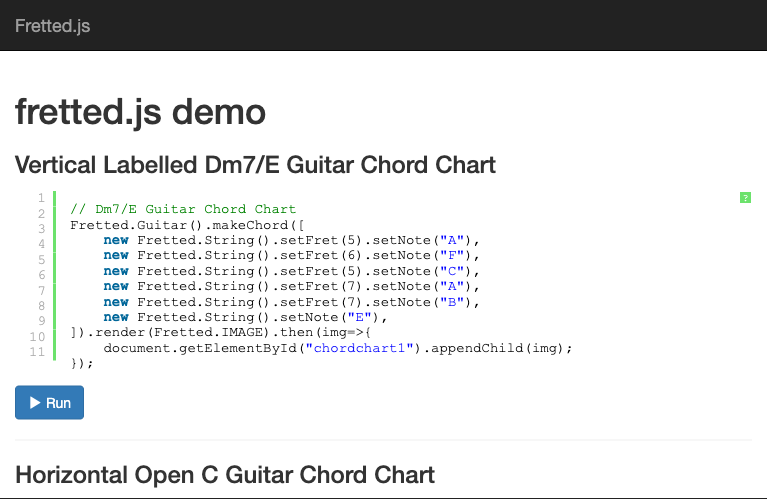 Fretted.js
fretted.js demo
Vertical Labelled Dm7/E Guitar Chord Chart
?
1
2 // Dm7/E Guitar Chord Chart
3 Fretted.Guitar().makeChord([
4     new Fretted.String().setFret(5).setNote("A"),
5     new Fretted.String().setFret(6).setNote("F"),
6     new Fretted.String().setFret(5).setNote("C"),
7     new Fretted.String().setFret(7).setNote("A"),
8     new Fretted.String().setFret(7).setNote("B"),
9     new Fretted.String().setNote("E"),
10 ]).render(Fretted.IMAGE).then(img=>{
11     document.getElementById("chordchart1").appendChild(img);
});
Run
Horizontal Open C Guitar Chord Chart